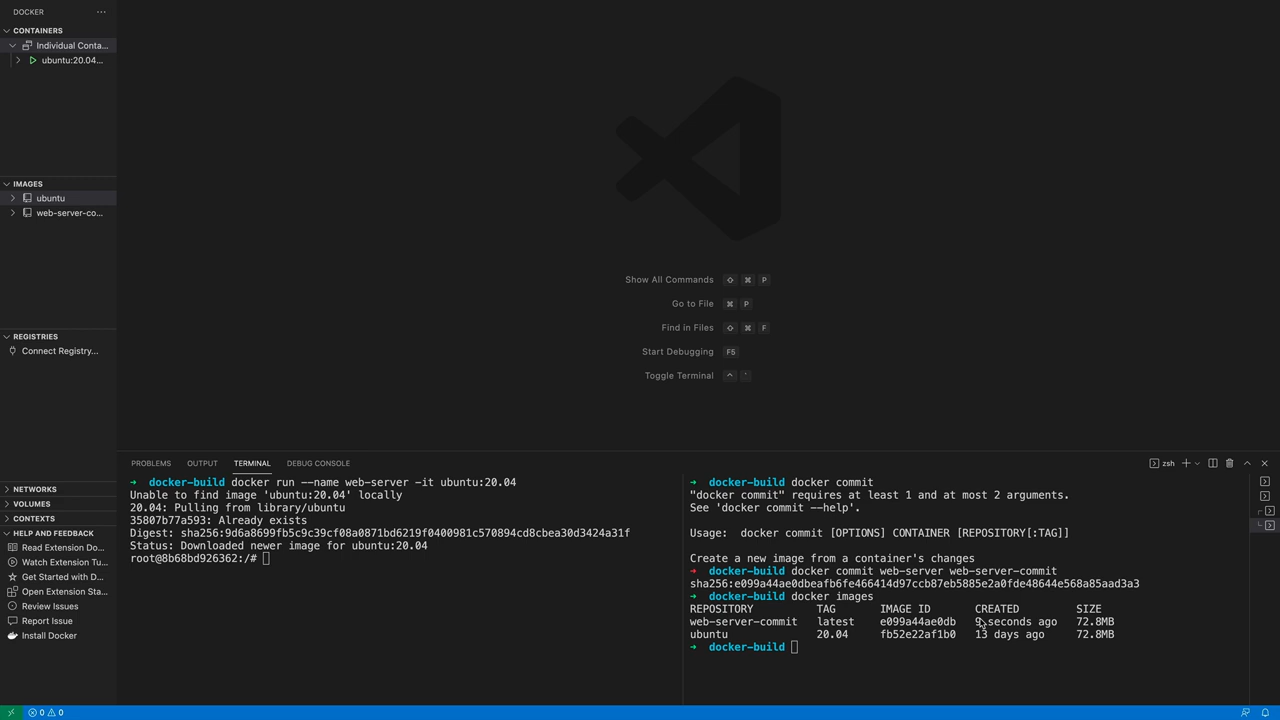 DOCKER ...
CONTAINERS
Individual Conta...
ubuntu:20.04...
IMAGES
ubuntu
web-server-co...
REGISTRIES
Connect Registry...
NETWORKS
VOLUMES
CONTEXTS
HELP AND FEEDBACK
Read Extension Do...
Watch Extension Tu...
Get Started with D...
Open Extension Sta...
Review Issues
Report Issue
Install Docker
Show All Commands ⇧ ⌘ P
Go to File ⌘ P
Find in Files ⇧ ⌘ F
Start Debugging F5
Toggle Terminal ^ `
PROBLEMS OUTPUT TERMINAL DEBUG CONSOLE
zsh
→ docker-build docker run --name web-server -it ubuntu:20.04
Unable to find image 'ubuntu:20.04' locally
20.04: Pulling from library/ubuntu
35807b77a593: Already exists
Digest: sha256:9d6a8699fb5c9c39cf08a0871bd6219f0400981c570894cd8cbea30d3424a31f
Status: Downloaded newer image for ubuntu:20.04
root@8b68bd926362:/#
→ docker-build docker commit
"docker commit" requires at least 1 and at most 2 arguments.
See 'docker commit --help'.
Usage:  docker commit [OPTIONS] CONTAINER [REPOSITORY[:TAG]]
Create a new image from a container's changes
→ docker-build docker commit web-server web-server-commit
sha256:e099a44ae0dbeafb6fe466414d97ccb87eb5885e2a0fde48644e568a85aad3a3
→ docker-build docker images
REPOSITORY TAG IMAGE ID CREATED SIZE
web-server-commit latest e099a44ae0db 9 seconds ago 72.8MB
ubuntu 20.04 fb52e22af1b0 13 days ago 72.8MB
→ docker-build
0 0